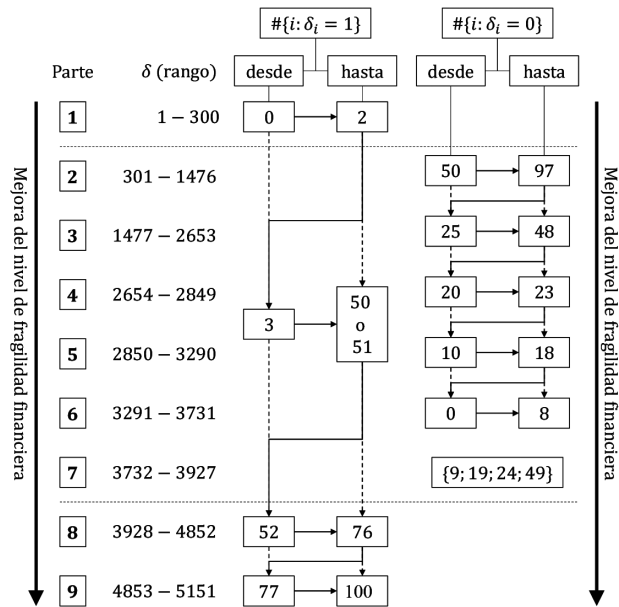 #{i: δᵢ = 1} #{i: δᵢ = 0}
Parte δ (rango) desde hasta desde hasta
1 1 − 300 0 2
2 301 − 1476 50 97
3 1477 − 2653 25 48
4 2654 − 2849 20 23
3 50 o 51
5 2850 − 3290 10 18
6 3291 − 3731 0 8
7 3732 − 3927 {9; 19; 24; 49}
8 3928 − 4852 52 76
9 4853 − 5151 77 100
Mejora del nivel de fragilidad financiera
Mejora del nivel de fragilidad financiera